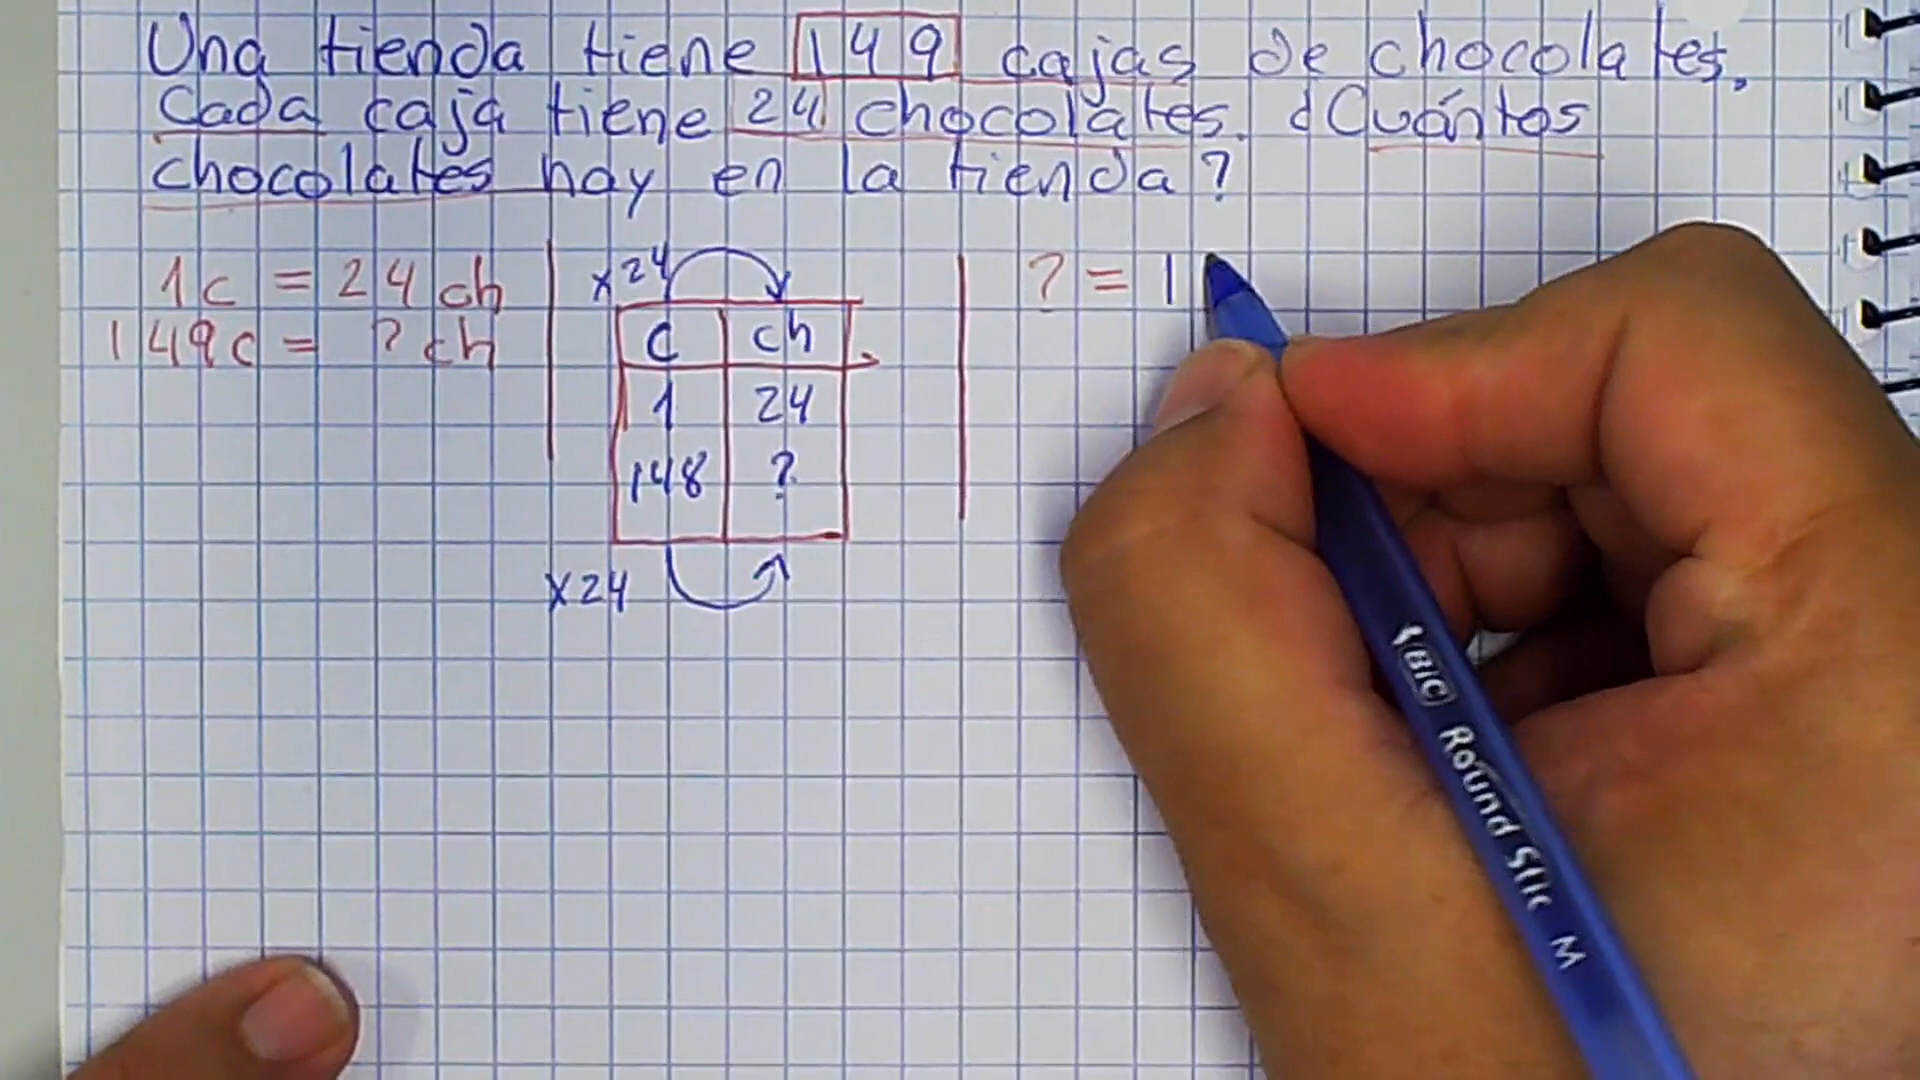 Una tienda tiene 149 cajas de chocolates.
Cada caja tiene 24 chocolates. ¿Cuántos
chocolates hay en la tienda?
1c = 24 ch
149c = ? ch
x24
c ch
1 24
148 ?
x24
? = 1
BIC Round Stic M